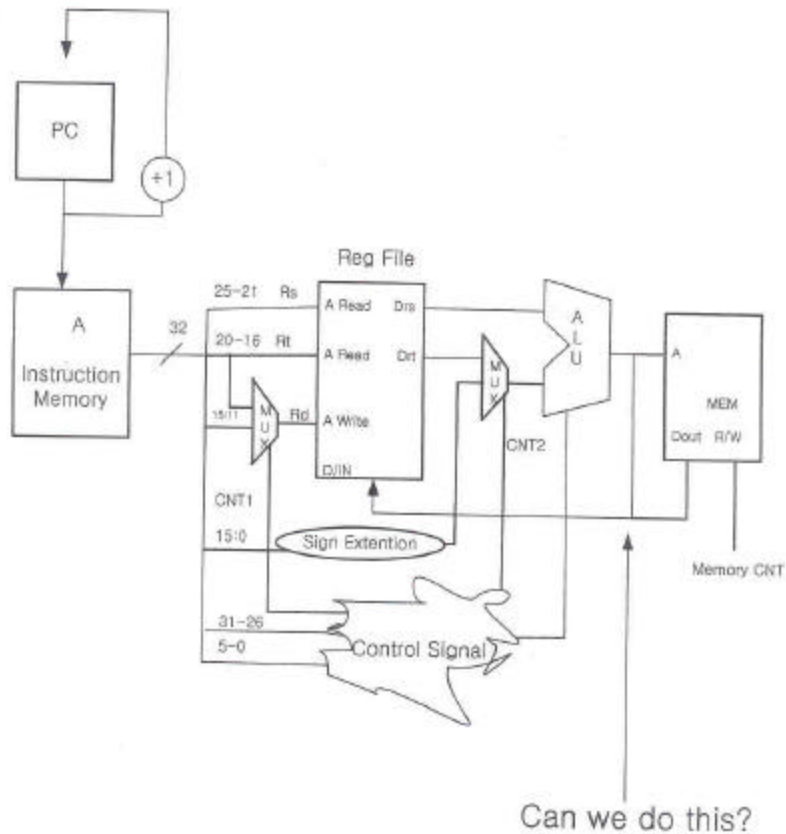 PC
+1
Reg File
A
Instruction
Memory
32
25-21 Rs
20-16 Rt
15/11
M
U
X
Rd
A Read Drs
A Read Drt
A Write
D/IN
M
U
X
A
L
U
A
MEM
Dout R/W
CNT1
CNT2
15:0
Sign Extention
Memory CNT
31-26
5-0
Control Signal
Can we do this?